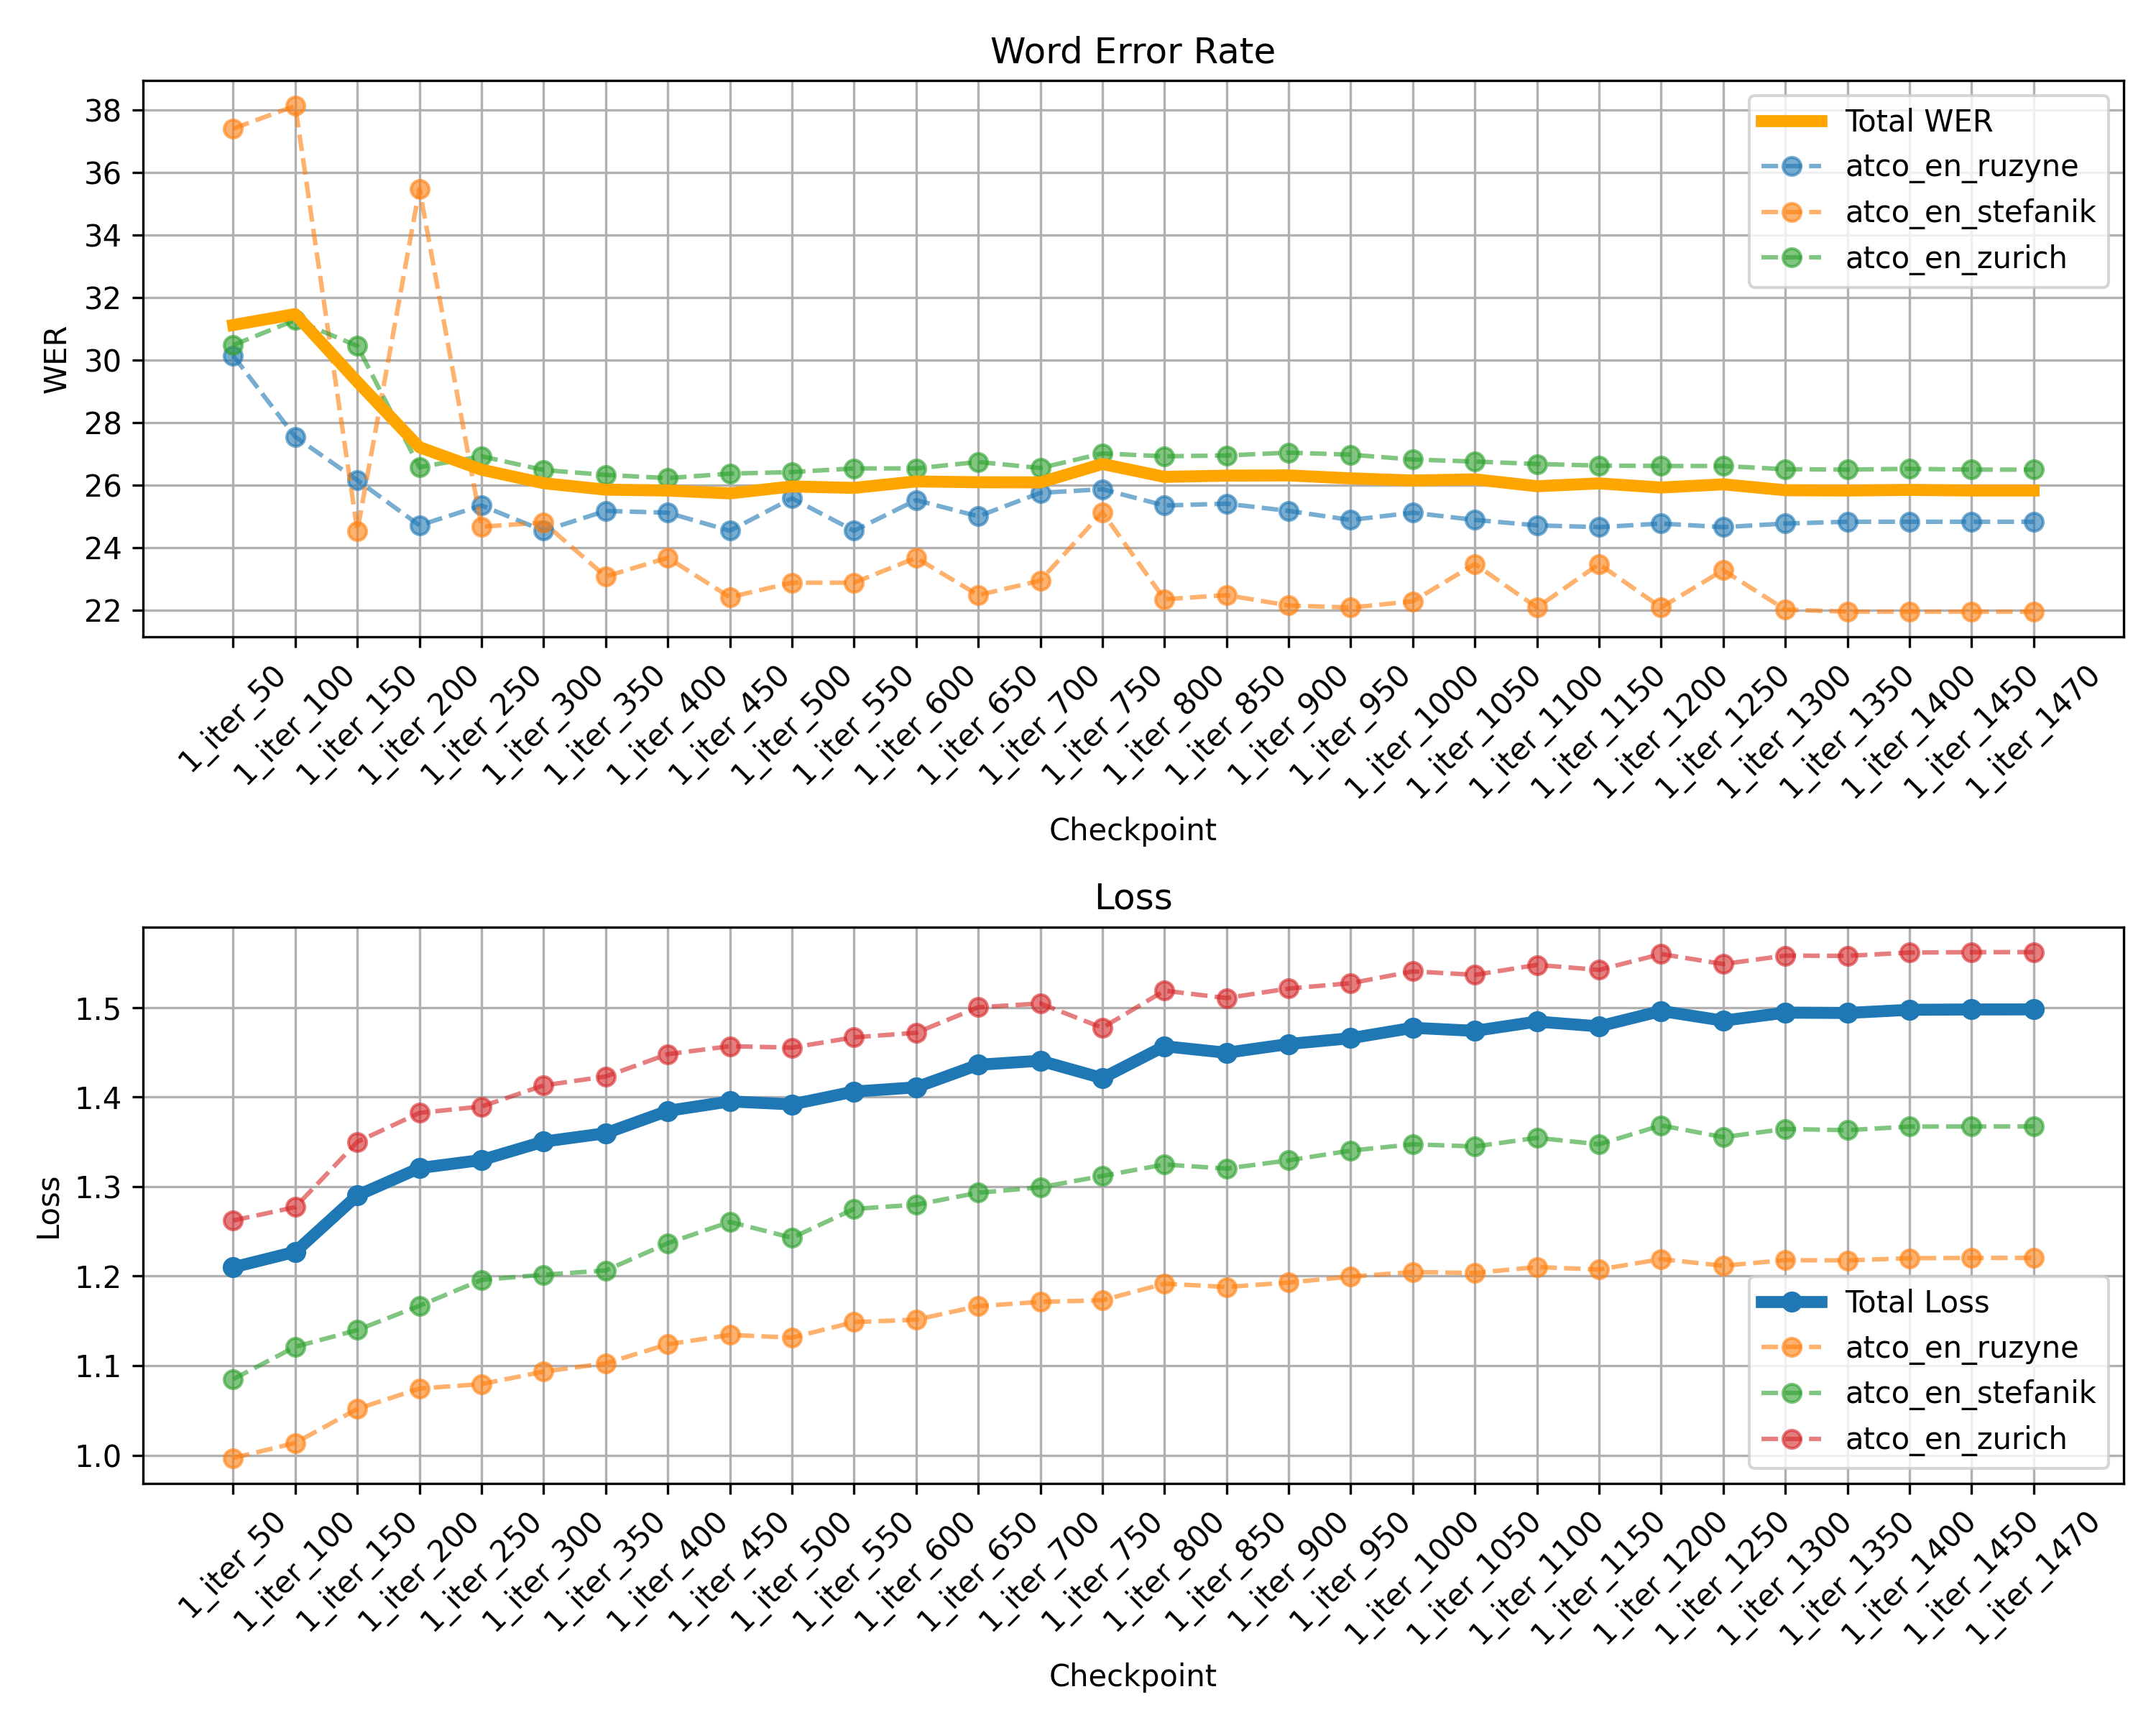 Word Error Rate
WER
38
36
34
32
30
28
26
24
22
Total WER
atco_en_ruzyne
atco_en_stefanik
atco_en_zurich
1_iter_50
1_iter_100
1_iter_150
1_iter_200
1_iter_250
1_iter_300
1_iter_350
1_iter_400
1_iter_450
1_iter_500
1_iter_550
1_iter_600
1_iter_650
1_iter_700
1_iter_750
1_iter_800
1_iter_850
1_iter_900
1_iter_950
1_iter_1000
1_iter_1050
1_iter_1100
1_iter_1150
1_iter_1200
1_iter_1250
1_iter_1300
1_iter_1350
1_iter_1400
1_iter_1450
1_iter_1470
Checkpoint
Loss
Loss
1.5
1.4
1.3
1.2
1.1
1.0
Total Loss
atco_en_ruzyne
atco_en_stefanik
atco_en_zurich
1_iter_50
1_iter_100
1_iter_150
1_iter_200
1_iter_250
1_iter_300
1_iter_350
1_iter_400
1_iter_450
1_iter_500
1_iter_550
1_iter_600
1_iter_650
1_iter_700
1_iter_750
1_iter_800
1_iter_850
1_iter_900
1_iter_950
1_iter_1000
1_iter_1050
1_iter_1100
1_iter_1150
1_iter_1200
1_iter_1250
1_iter_1300
1_iter_1350
1_iter_1400
1_iter_1450
1_iter_1470
Checkpoint